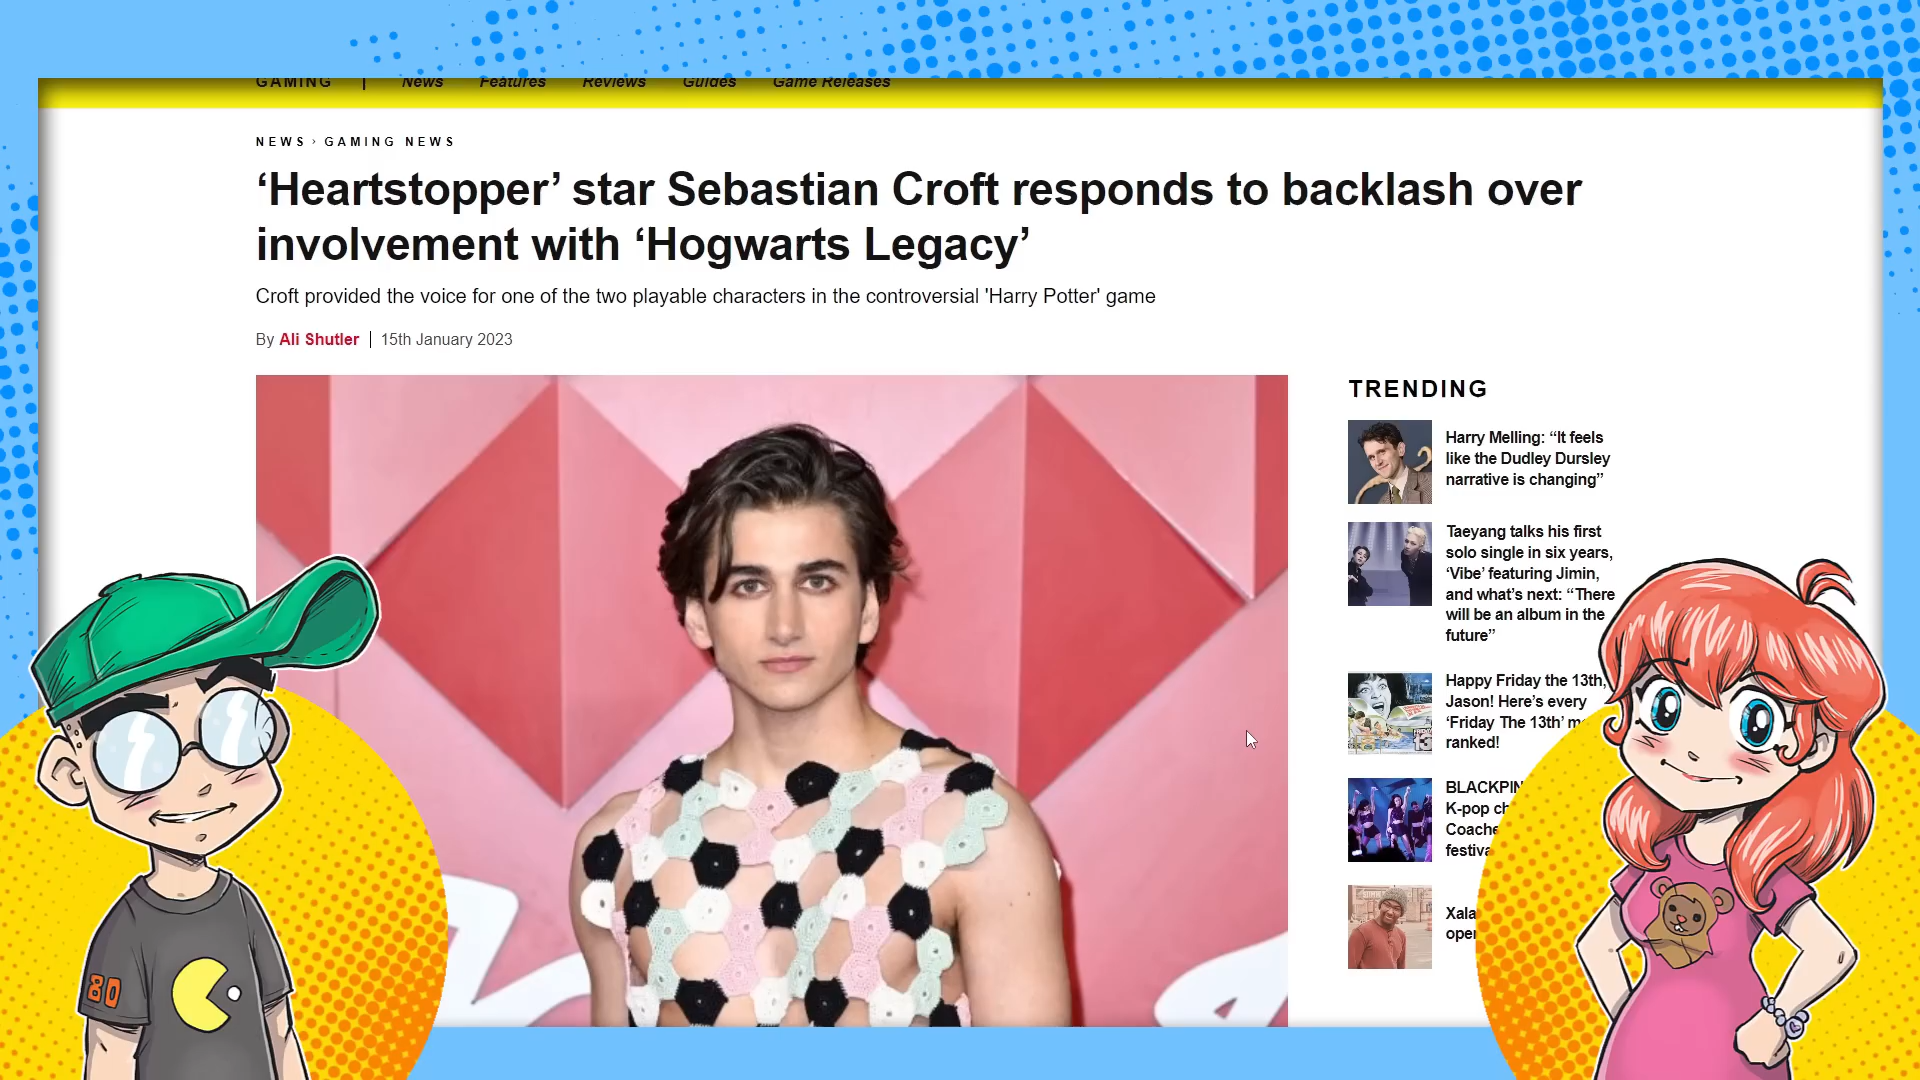 GAMING | News Features Reviews Guides Game Releases
NEWS › GAMING NEWS
‘Heartstopper’ star Sebastian Croft responds to backlash over
involvement with ‘Hogwarts Legacy’
Croft provided the voice for one of the two playable characters in the controversial 'Harry Potter' game
By Ali Shutler | 15th January 2023
TRENDING
Harry Melling: “It feels
like the Dudley Dursley
narrative is changing”
Taeyang talks his first
solo single in six years,
‘Vibe’ featuring Jimin,
and what’s next: “There
will be an album in the
future”
Happy Friday the 13th,
Jason! Here’s every
‘Friday The 13th’
ranked!
K-pop
80